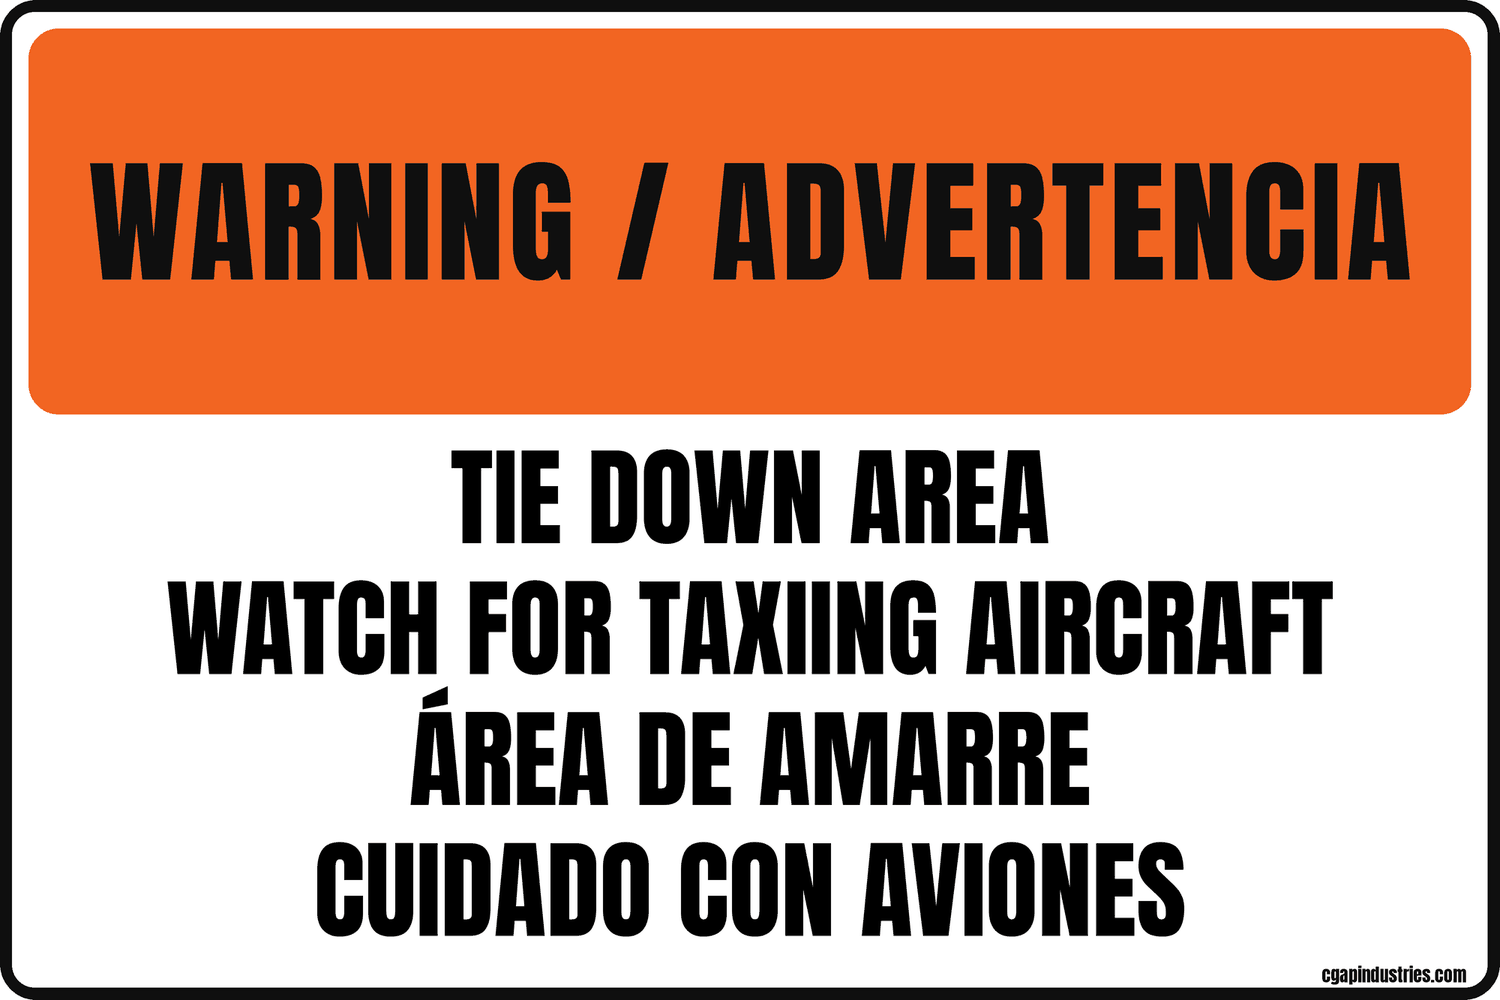 WARNING / ADVERTENCIA
TIE DOWN AREA
WATCH FOR TAXIING AIRCRAFT
ÁREA DE AMARRE
CUIDADO CON AVIONES
cgapindustries.com